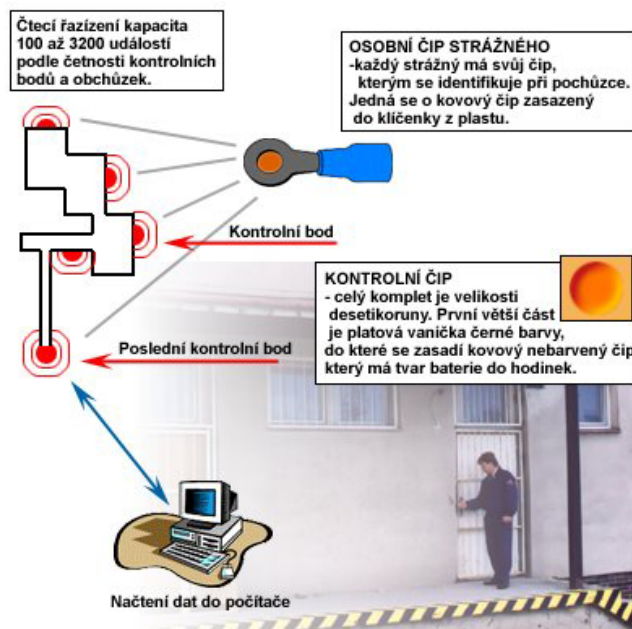 Čtecí řazízení kapacita
100 až 3200 událostí
podle četnosti kontrolních
bodů a obchůzek.
OSOBNÍ ČIP STRÁŽNÉHO
-každý strážný má svůj čip,
kterým se identifikuje při pochůzce.
Jedná se o kovový čip zasazený
do klíčenky z plastu.
Kontrolní bod
KONTROLNÍ ČIP
- celý komplet je velikosti
desetikoruny. První větší část
je platová vanička černé barvy,
do které se zasadí kovový nebarvený čip
který má tvar baterie do hodinek.
Poslední kontrolní bod
Načtení dat do počítače